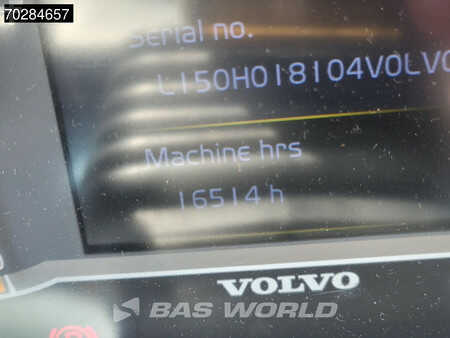 70284657
Serial no.
L150H018104VOLVO
Machine hrs
16514 h
VOLVO
BAS WORLD